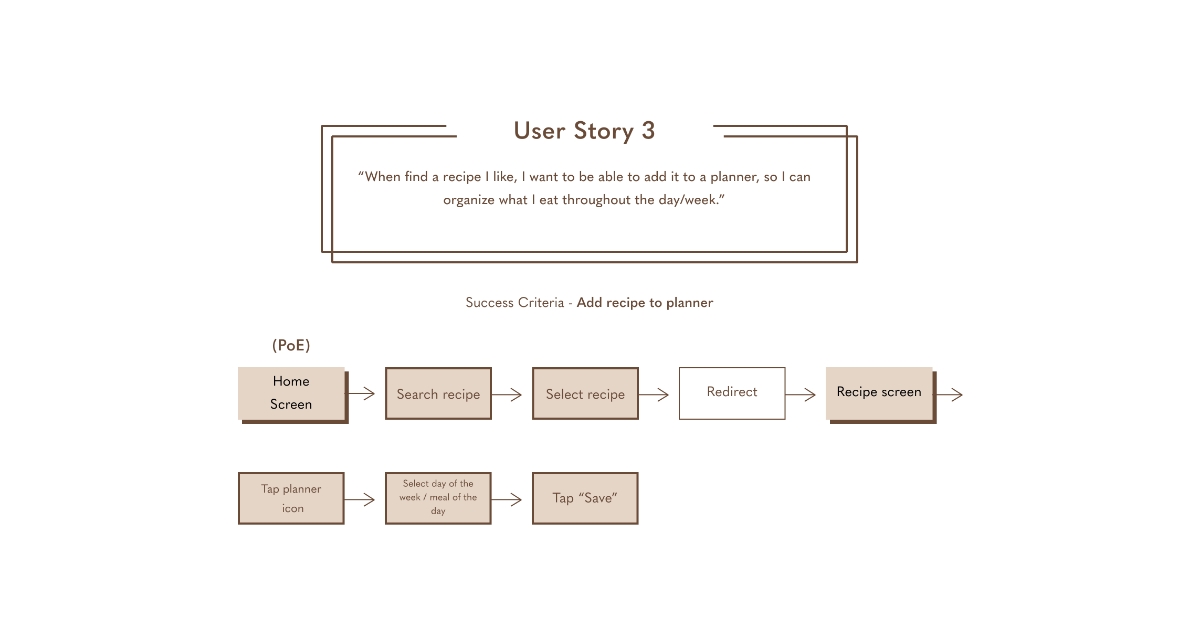 User Story 3
“When find a recipe I like, I want to be able to add it to a planner, so I can
organize what I eat throughout the day/week.”
Success Criteria - Add recipe to planner
(PoE)
Home
Screen
Search recipe
Select recipe
Redirect
Recipe screen
Tap planner
icon
Select day of the
week / meal of the
day
Tap “Save”